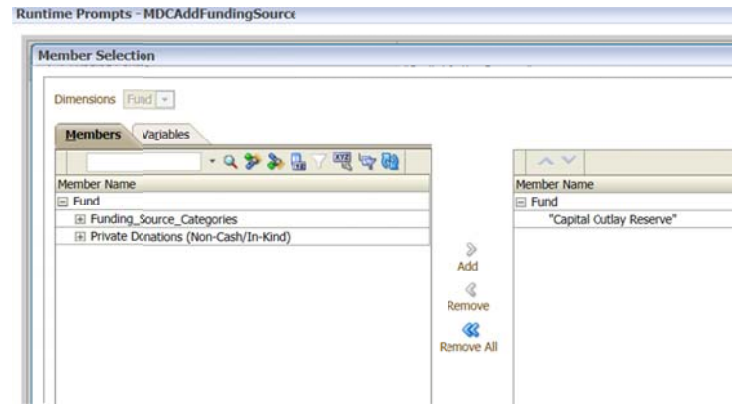 Runtime Prompts - MDCAddFundingSource
Member Selection
Dimensions Fund
Members Variables
Member Name
Fund
Funding_Source_Categories
Private Donations (Non-Cash/In-Kind)
Add
Remove
Remove All
Member Name
Fund
"Capital Outlay Reserve"